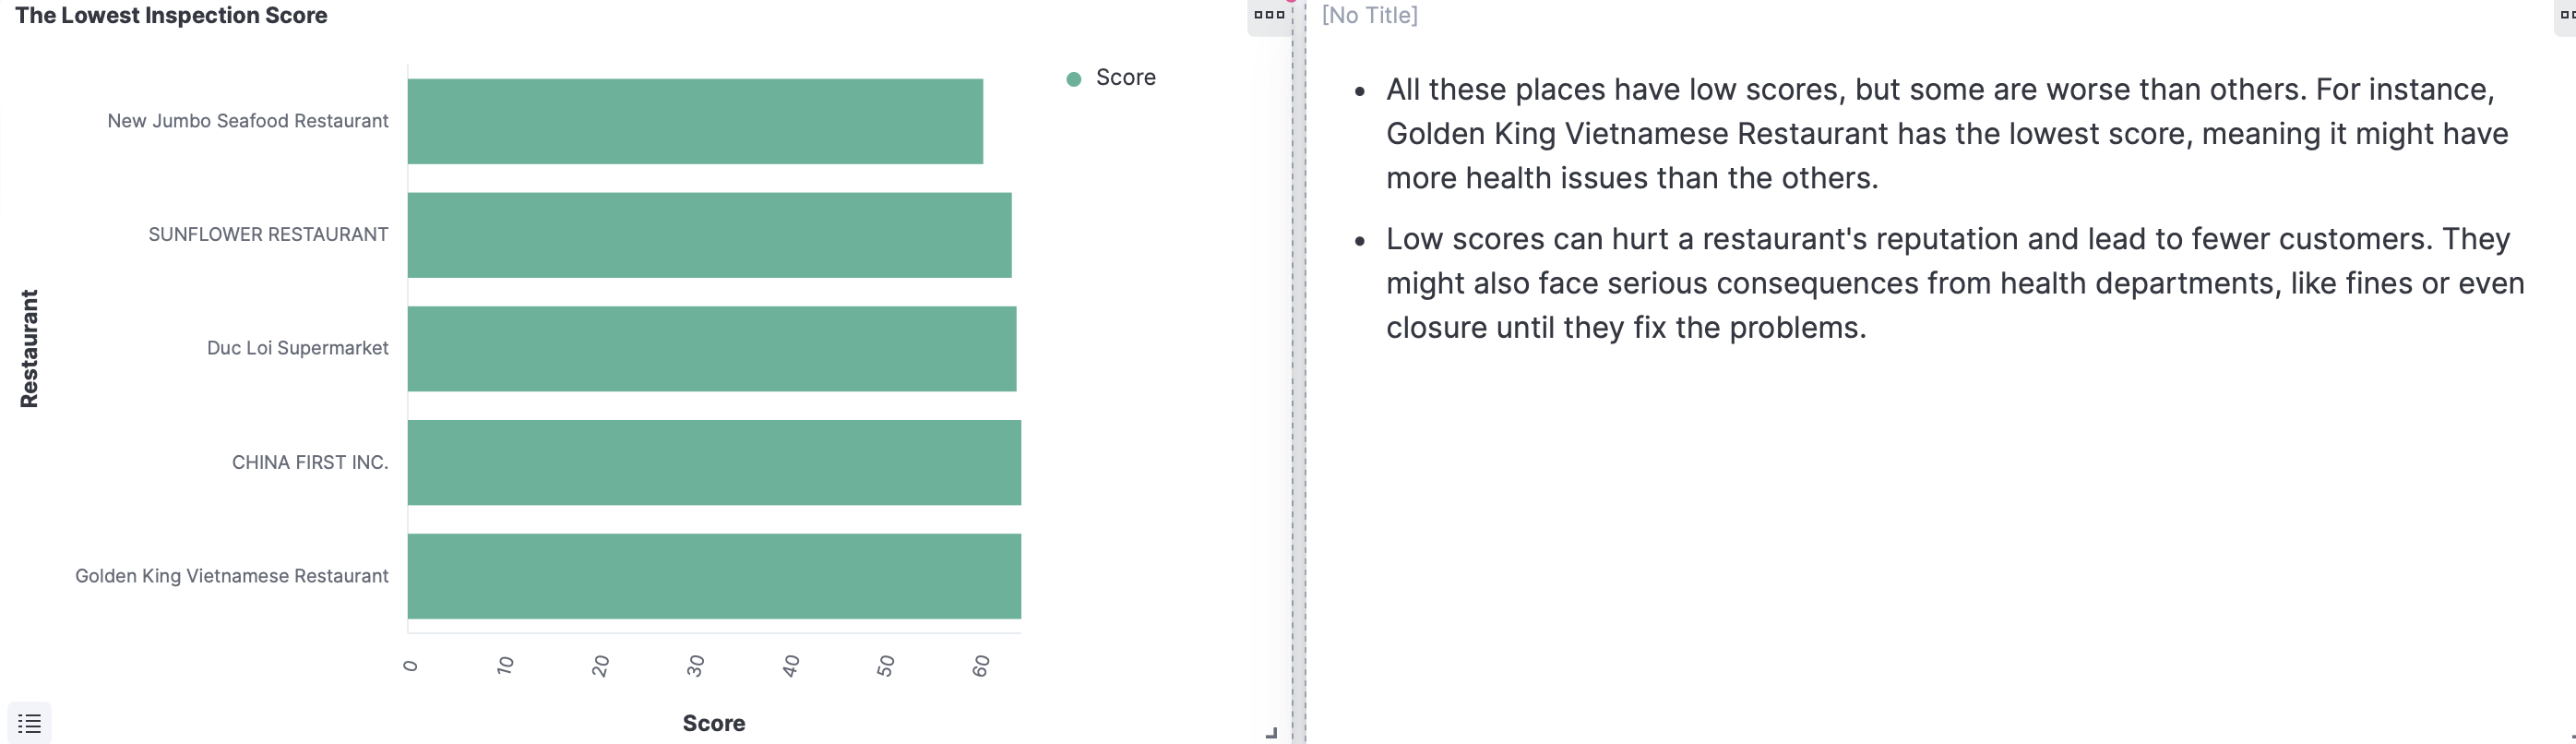 The Lowest Inspection Score
Score
New Jumbo Seafood Restaurant
SUNFLOWER RESTAURANT
Duc Loi Supermarket
CHINA FIRST INC.
Golden King Vietnamese Restaurant
Restaurant
0 10 20 30 40 50 60
Score
[No Title]
All these places have low scores, but some are worse than others. For instance,
Golden King Vietnamese Restaurant has the lowest score, meaning it might have
more health issues than the others.
Low scores can hurt a restaurant's reputation and lead to fewer customers. They
might also face serious consequences from health departments, like fines or even
closure until they fix the problems.